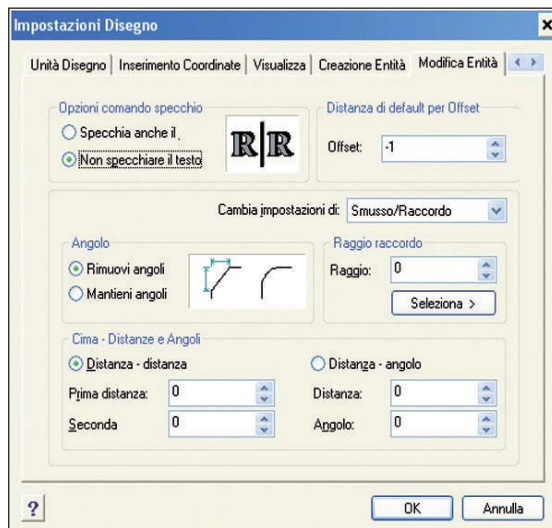 Impostazioni Disegno
Unità Disegno
Inserimento Coordinate
Visualizza
Creazione Entità
Modifica Entità
Opzioni comando specchio
Specchia anche il .
Non specchiare il testo
R R
Distanza di default per Offset
Offset: -1
Cambia impostazioni di: Smusso/Raccordo
Angolo
Rimuovi angoli
Mantieni angoli
Raggio raccordo
Raggio: 0
Seleziona >
Cima - Distanze e Angoli
Distanza - distanza
Prima distanza: 0
Seconda 0
Distanza - angolo
Distanza: 0
Angolo: 0
?
OK
Annulla